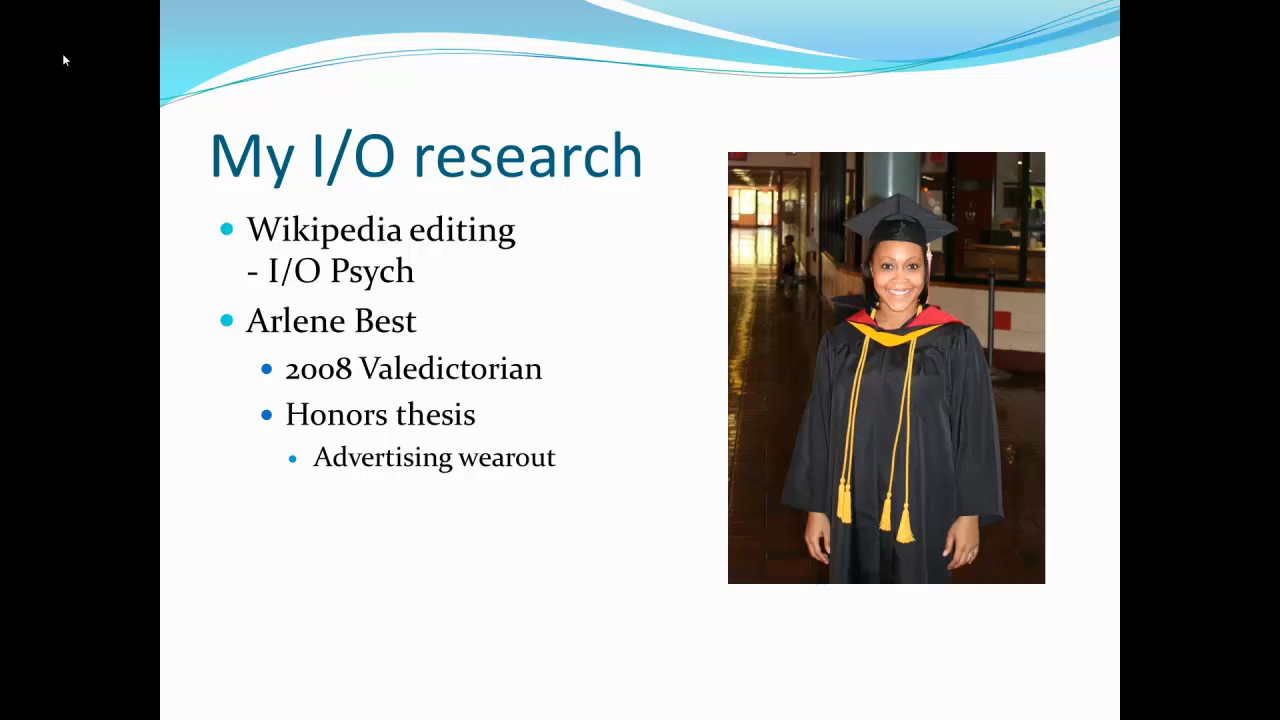 My I/O research
Wikipedia editing
- I/O Psych
Arlene Best
2008 Valedictorian
Honors thesis
Advertising wearout